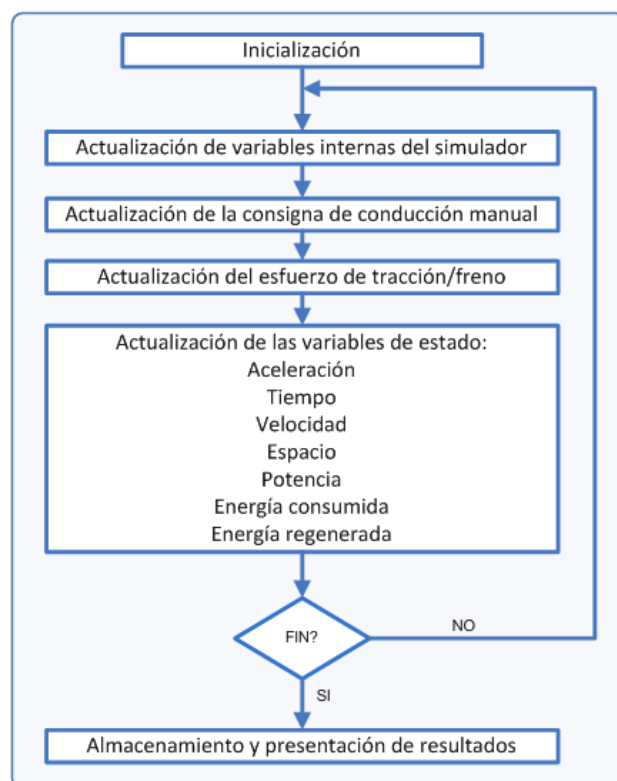 Inicialización
Actualización de variables internas del simulador
Actualización de la consigna de conducción manual
Actualización del esfuerzo de tracción/freno
Actualización de las variables de estado:
Aceleración
Tiempo
Velocidad
Espacio
Potencia
Energía consumida
Energía regenerada
FIN?
NO
SI
Almacenamiento y presentación de resultados